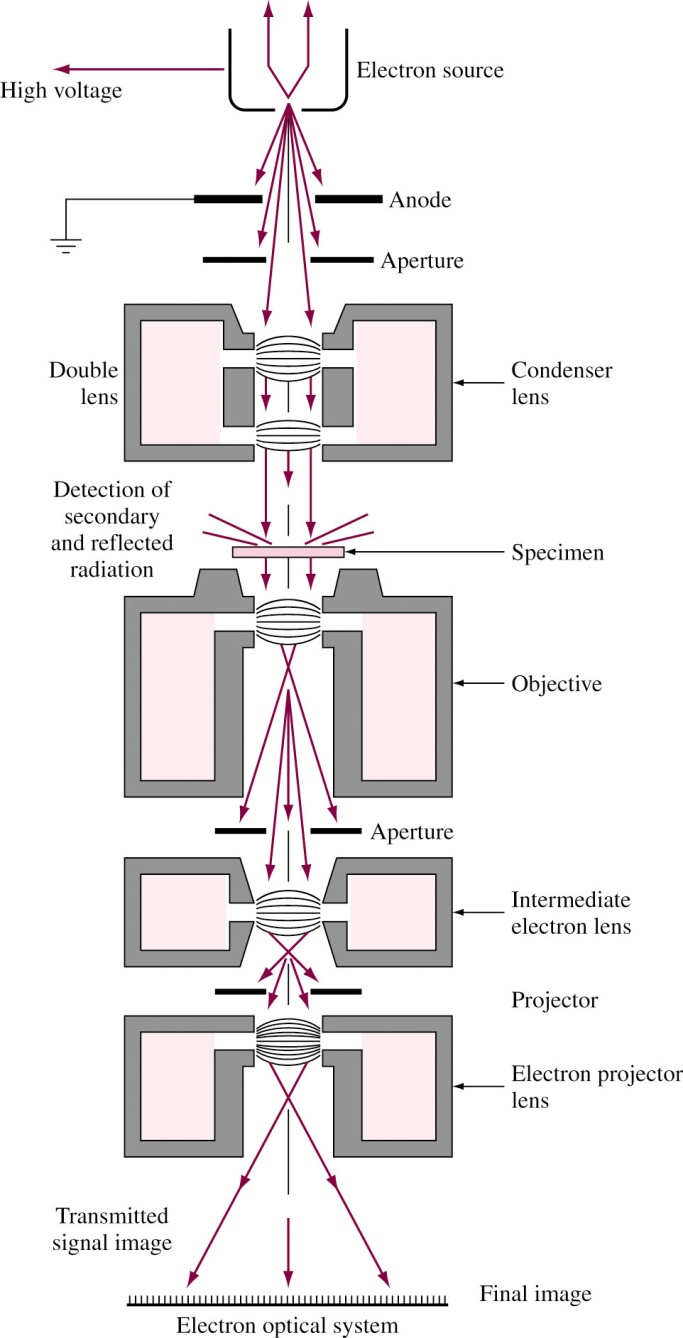 Electron source
High voltage
Anode
Aperture
Double
lens
Condenser
lens
Detection of
secondary
and reflected
radiation
Specimen
Objective
Aperture
Intermediate
electron lens
Projector
Electron projector
lens
Transmitted
signal image
Final image
Electron optical system